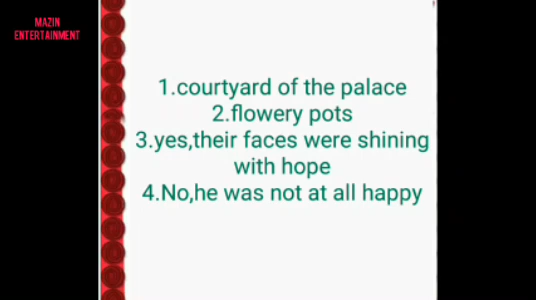 MAZIN
ENTERTAINMENT
1.courtyard of the palace
2.flowery pots
3.yes,their faces were shining
with hope
4.No,he was not at all happy